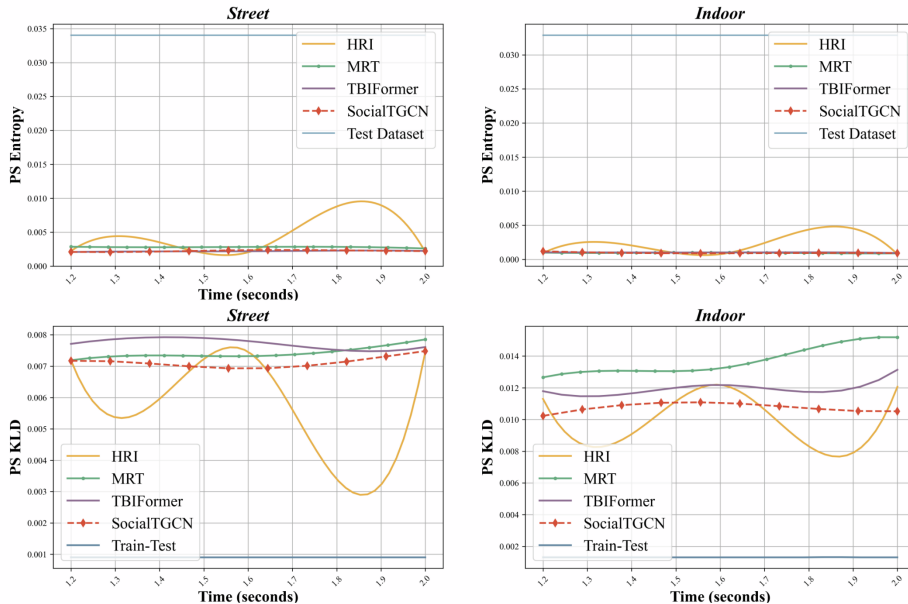 Street
PS Entropy
0.035
0.030
0.025
0.020
0.015
0.010
0.005
0.000
HRI
MRT
TBIFormer
SocialTGCN
Test Dataset
1.2 1.3 1.4 1.5 1.6 1.7 1.8 1.9 2.0
Time (seconds)
Indoor
PS Entropy
0.030
0.025
0.020
0.015
0.010
0.005
0.000
HRI
MRT
TBIFormer
SocialTGCN
Test Dataset
1.2 1.3 1.4 1.5 1.6 1.7 1.8 1.9 2.0
Time (seconds)
Street
PS KLD
0.008
0.007
0.006
0.005
0.004
0.003
0.002
0.001
HRI
MRT
TBIFormer
SocialTGCN
Train-Test
1.2 1.3 1.4 1.5 1.6 1.7 1.8 1.9 2.0
Time (seconds)
Indoor
PS KLD
0.014
0.012
0.010
0.008
0.006
0.004
0.002
HRI
MRT
TBIFormer
SocialTGCN
Train-Test
1.2 1.3 1.4 1.5 1.6 1.7 1.8 1.9 2.0
Time (seconds)